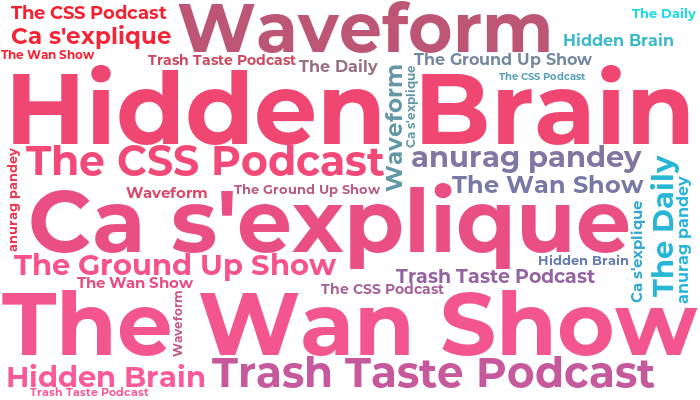 The CSS Podcast
Waveform
The Daily
Ca s'explique
Hidden Brain
The Wan Show
Trash Taste Podcast
The Daily
The Ground Up Show
The CSS Podcast
Hidden Brain
Waveform
Ca s'explique
The CSS Podcast
anurag pandey
anurag pandey
The Wan Show
The Daily
anurag pandey
Waveform
The Ground Up Show
Ca s'explique
Ca s'explique
The Ground Up Show
Hidden Brain
Trash Taste Podcast
The Wan Show
The CSS Podcast
Waveform
The Wan Show
Hidden Brain
Trash Taste Podcast
Trash Taste Podcast